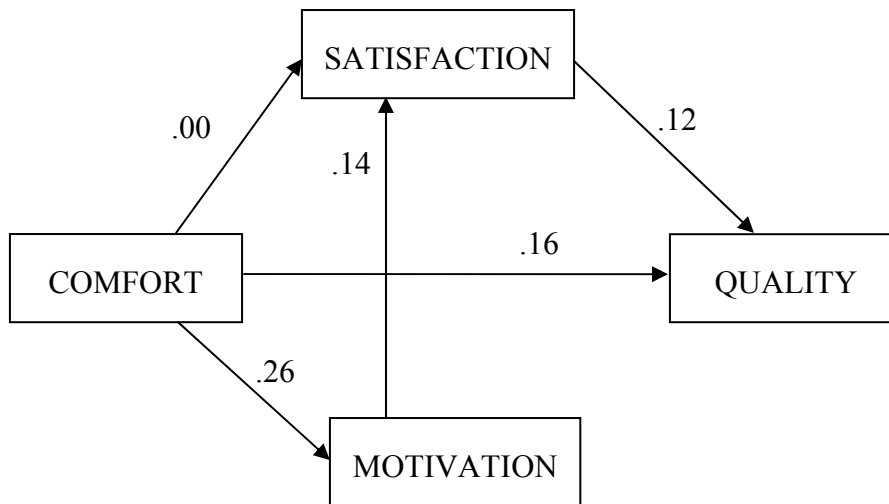 SATISFACTION
.00
.12
.14
.16
COMFORT
QUALITY
.26
MOTIVATION